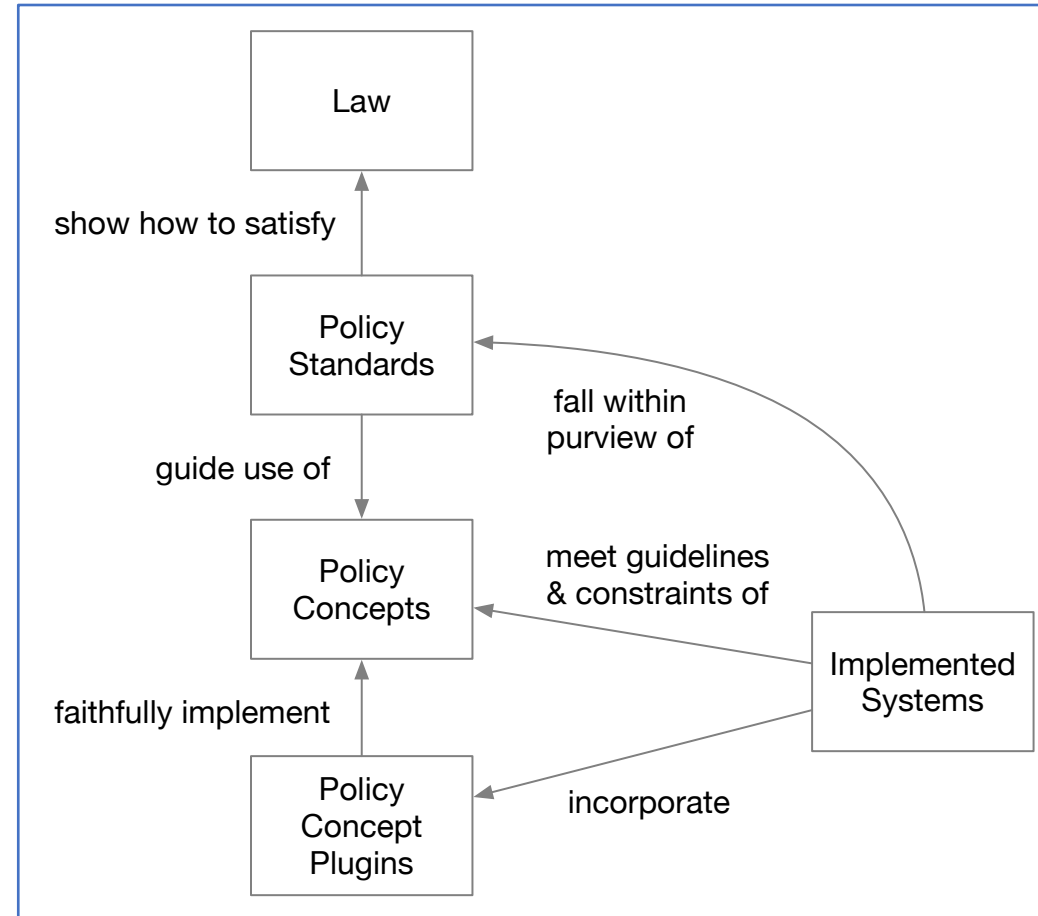 Law
show how to satisfy
Policy
Standards
fall within
purview of
guide use of
Policy
Concepts
meet guidelines
& constraints of
Implemented
Systems
faithfully implement
Policy
Concept
Plugins
incorporate